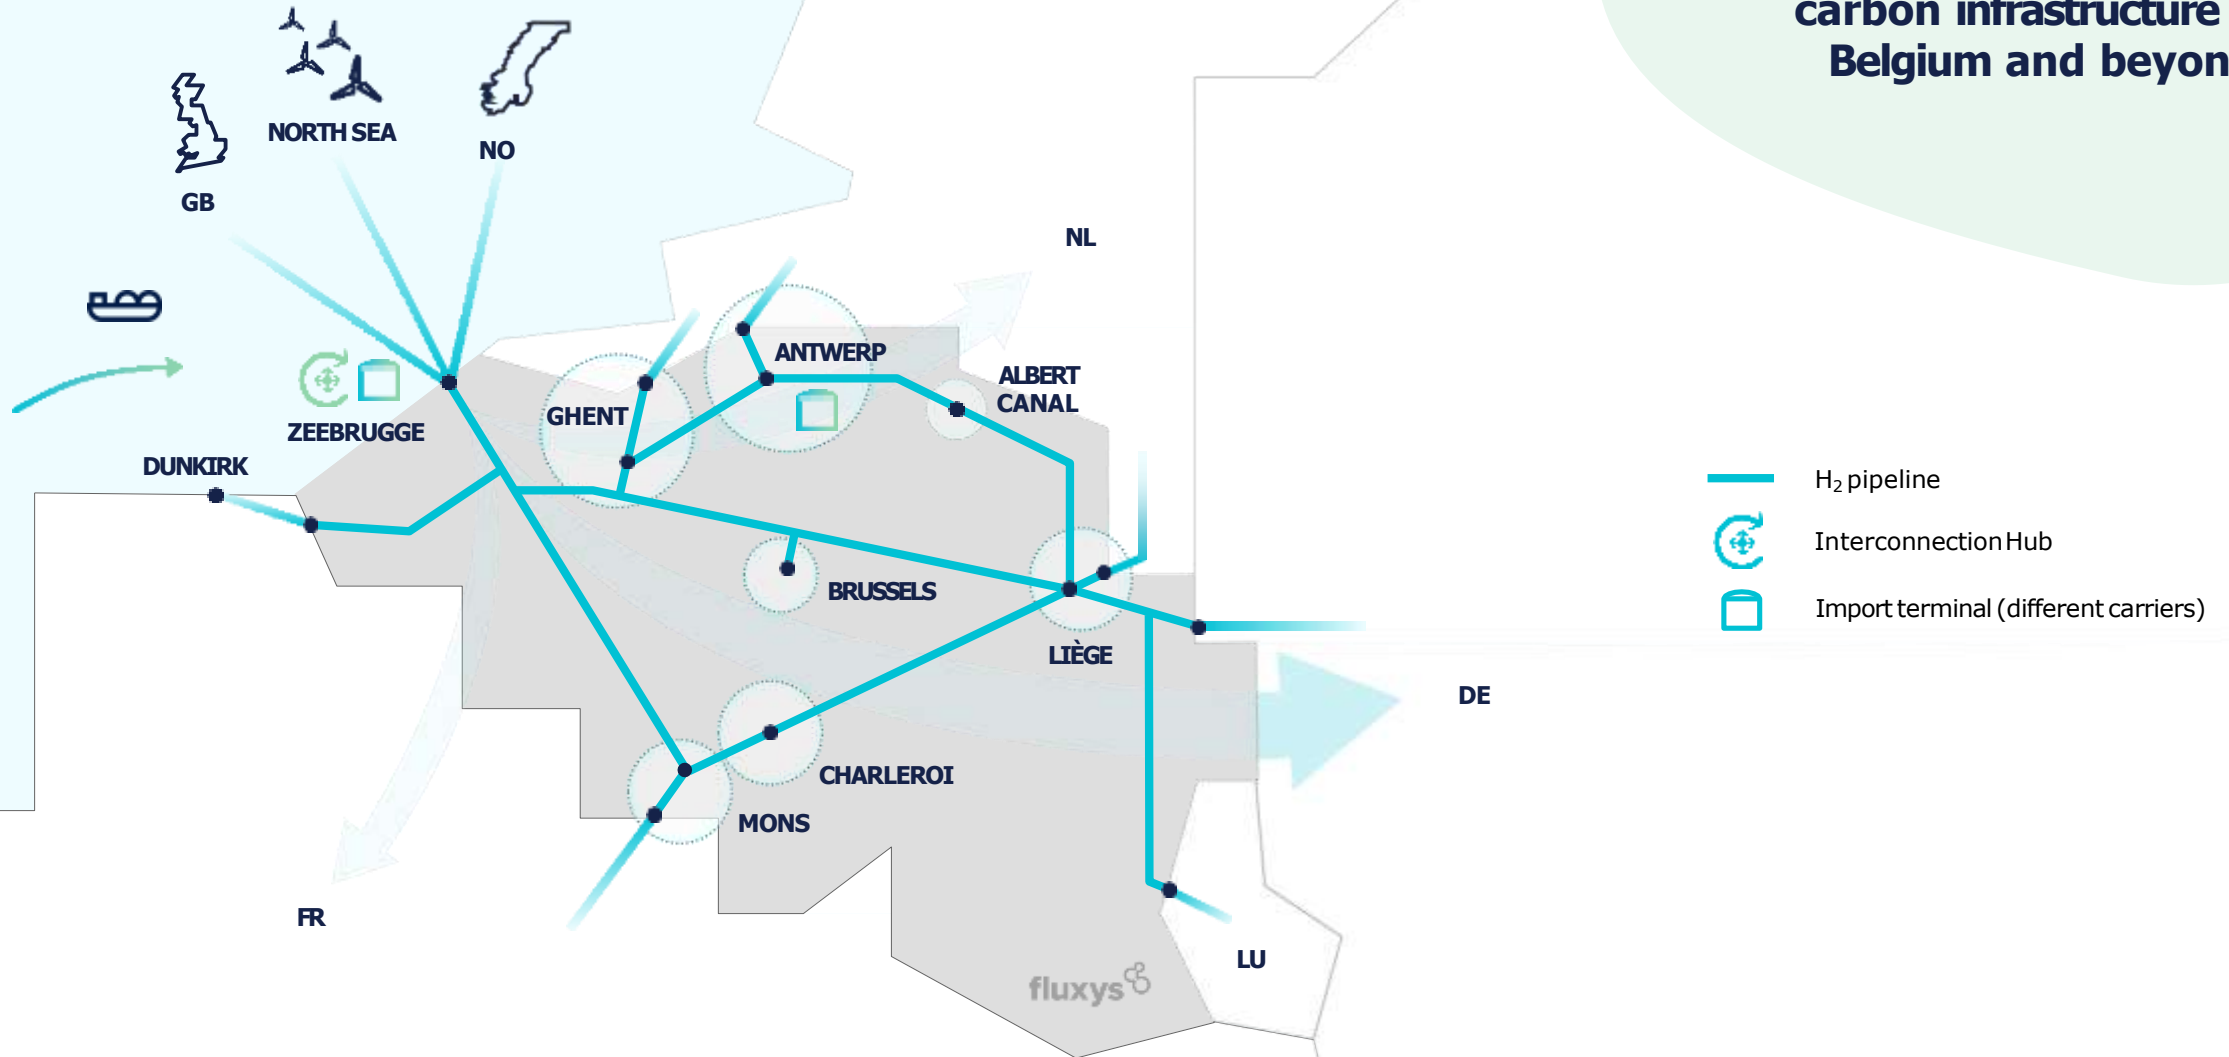 carbon infrastructure
Belgium and beyon
NORTH SEA
NO
GB
NL
ANTWERP
ALBERT
CANAL
GHENT
ZEEBRUGGE
DUNKIRK
H₂ pipeline
Interconnection Hub
BRUSSELS
Import terminal (different carriers)
LIÈGE
DE
CHARLEROI
MONS
FR
LU
fluxys